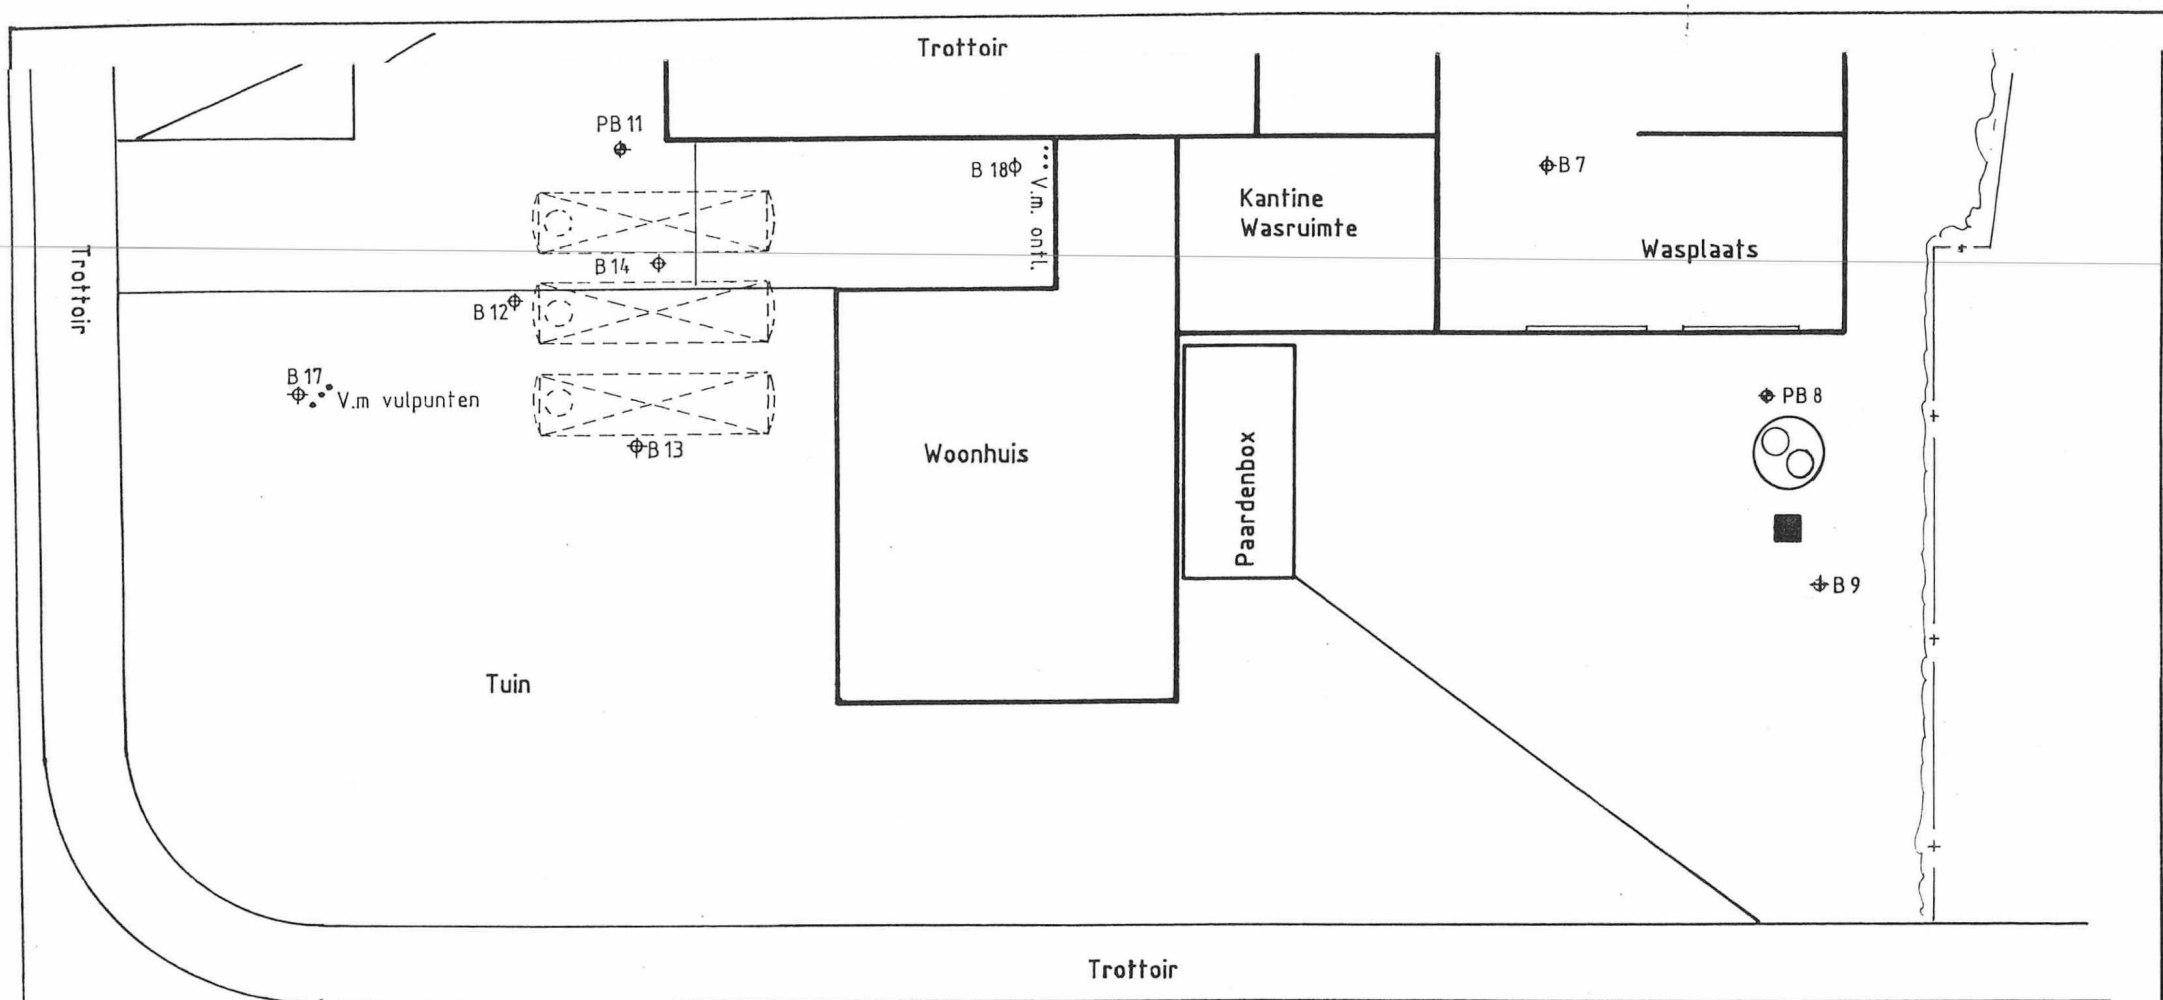 Trottoir
PB 11
B 18
V.m. ontl.
B 7
Kantine
Wasruimte
Wasplaats
Trottoir
B 14
B 12
B 17
V.m vulpunten
PB 8
B 13
Woonhuis
Paardenbox
B 9
Tuin
Trottoir